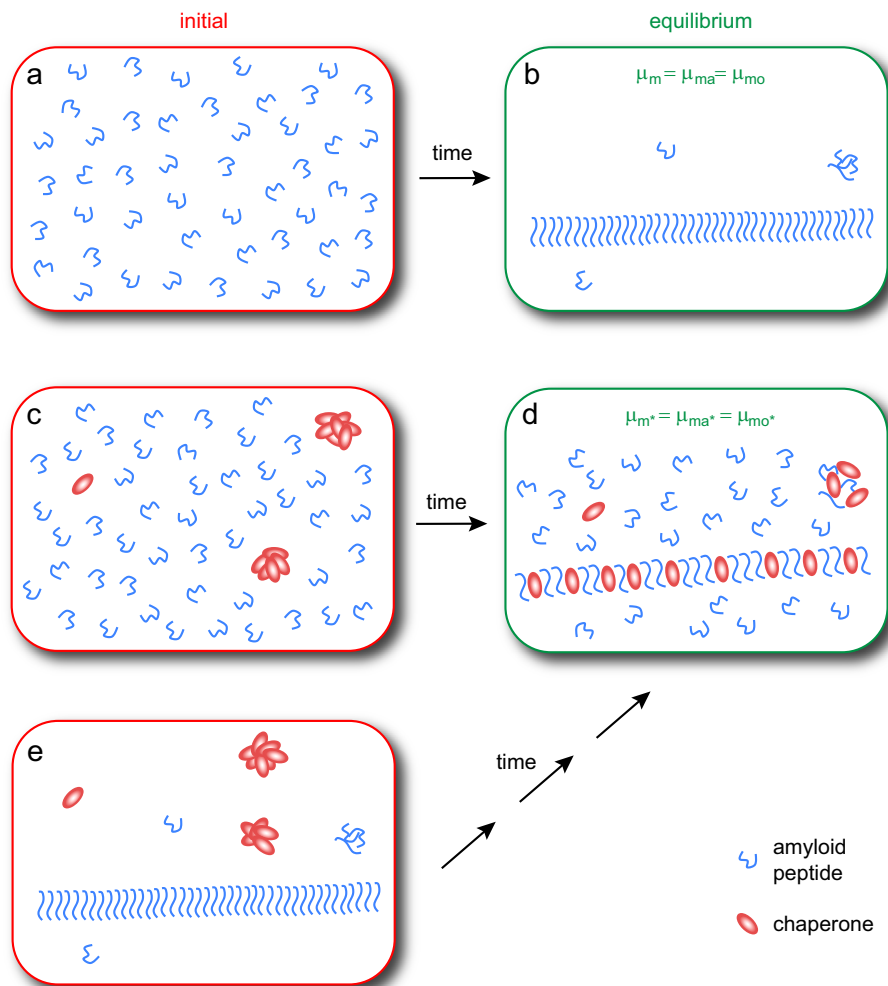 initial
equilibrium
a
b
μm = μma= μmo
time
c
d
μm* = μma* = μmo*
time
e
time
amyloid
peptide
chaperone